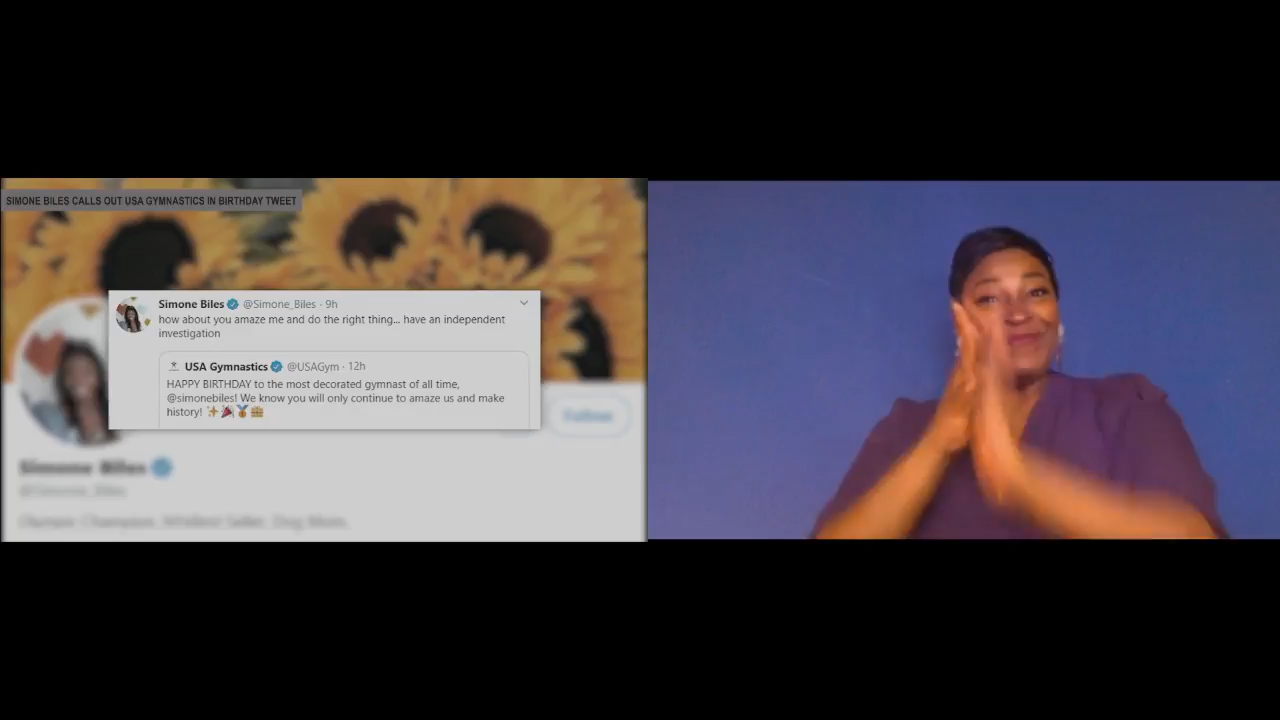 SIMONE BILES CALLS OUT USA GYMNASTICS IN BIRTHDAY TWEET
Simone Biles @Simone_Biles · 9h
how about you amaze me and do the right thing... have an independent
investigation
USA Gymnastics @USAGym · 12h
HAPPY BIRTHDAY to the most decorated gymnast of all time,
@simonebiles! We know you will only continue to amaze us and make
history! ✨🎉🏅👑
Follow
Simone Biles
@Simone_Biles
Olympic Champion,